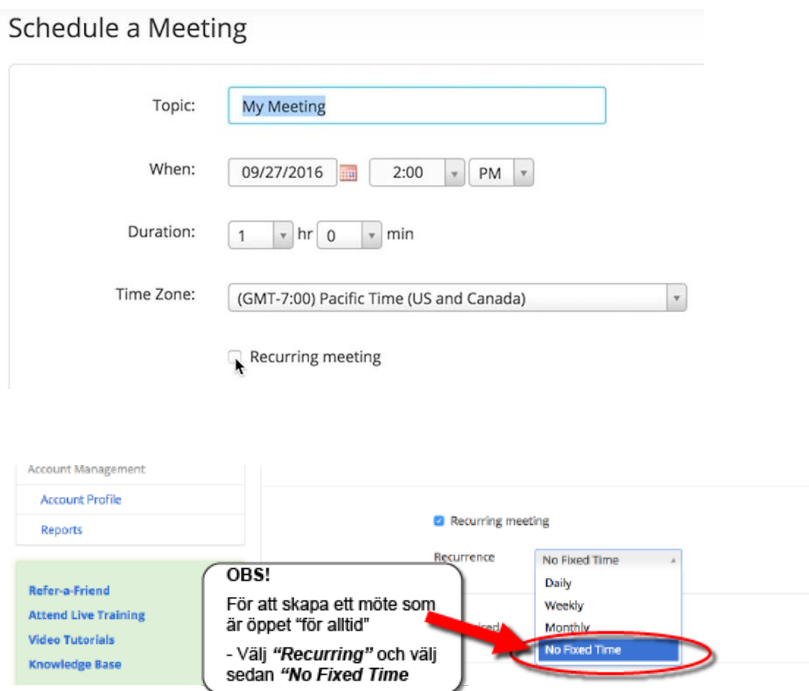 Schedule a Meeting
Topic: My Meeting
When: 09/27/2016 2:00 PM
Duration: 1 hr 0 min
Time Zone: (GMT-7:00) Pacific Time (US and Canada)
Recurring meeting
Account Management
Account Profile
Reports
Refer-a-Friend
Attend Live Training
Video Tutorials
Knowledge Base
OBS!
För att skapa ett möte som
är öppet “för alltid”
- Välj “Recurring” och välj
sedan “No Fixed Time
Recurring meeting
Recurrence No Fixed Time
Daily
Weekly
Monthly
No Fixed Time